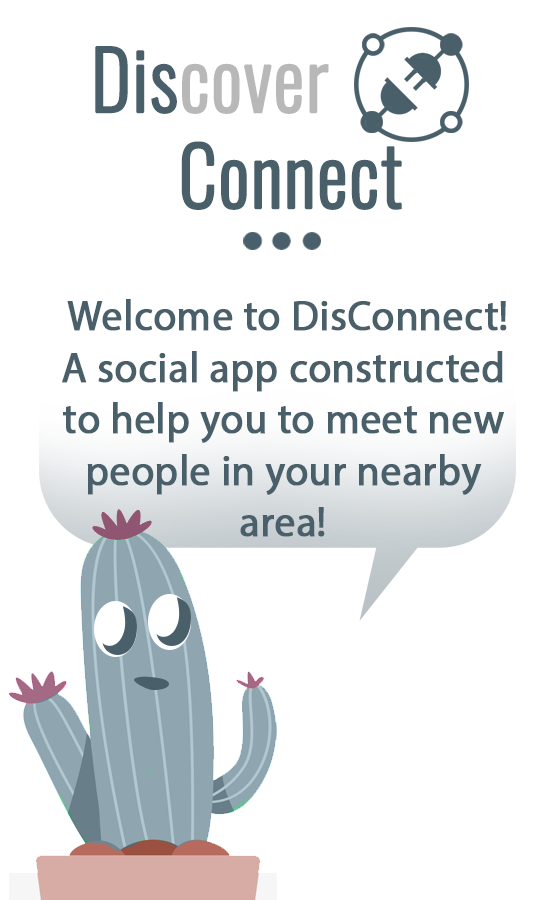 Discover
Connect
Welcome to DisConnect!
A social app constructed
to help you to meet new
people in your nearby
area!